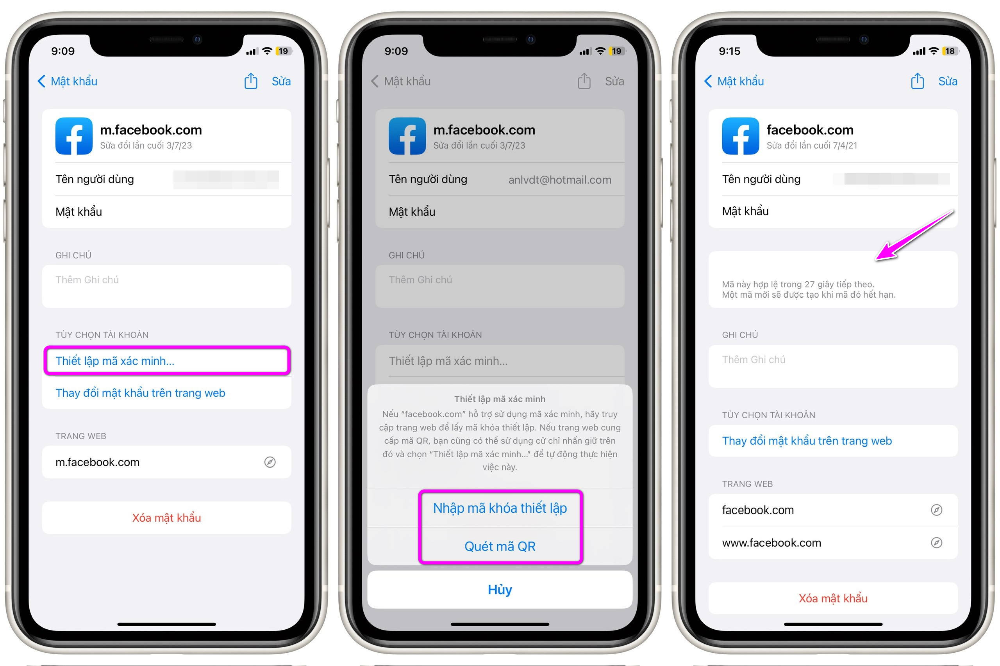 9:09
19
Mật khẩu
Sửa
m.facebook.com
Sửa đổi lần cuối 3/7/23
Tên người dùng
Mật khẩu
GHI CHÚ
Thêm Ghi chú
TÙY CHỌN TÀI KHOẢN
Thiết lập mã xác minh...
Thay đổi mật khẩu trên trang web
TRANG WEB
m.facebook.com
Xóa mật khẩu
9:09
19
Mật khẩu
Sửa
m.facebook.com
Sửa đổi lần cuối 3/7/23
Tên người dùng
anlvdt@hotmail.com
Mật khẩu
GHI CHÚ
Thêm Ghi chú
TÙY CHỌN TÀI KHOẢN
Thiết lập mã xác minh...
Thiết lập mã xác minh
Nếu “facebook.com” hỗ trợ sử dụng mã xác minh, hãy truy
cập trang web để lấy mã khóa thiết lập. Nếu trang web cung
cấp mã QR, bạn cũng có thể sử dụng cử chỉ nhấn giữ trên
đó và chọn “Thiết lập mã xác minh...” để tự động thực hiện
việc này.
Nhập mã khóa thiết lập
Quét mã QR
Hủy
9:15
18
Mật khẩu
Sửa
facebook.com
Sửa đổi lần cuối 7/4/21
Tên người dùng
Mật khẩu
Mã này hợp lệ trong 27 giây tiếp theo.
Một mã mới sẽ được tạo khi mã đó hết hạn.
GHI CHÚ
Thêm Ghi chú
TÙY CHỌN TÀI KHOẢN
Thay đổi mật khẩu trên trang web
TRANG WEB
facebook.com
www.facebook.com
Xóa mật khẩu